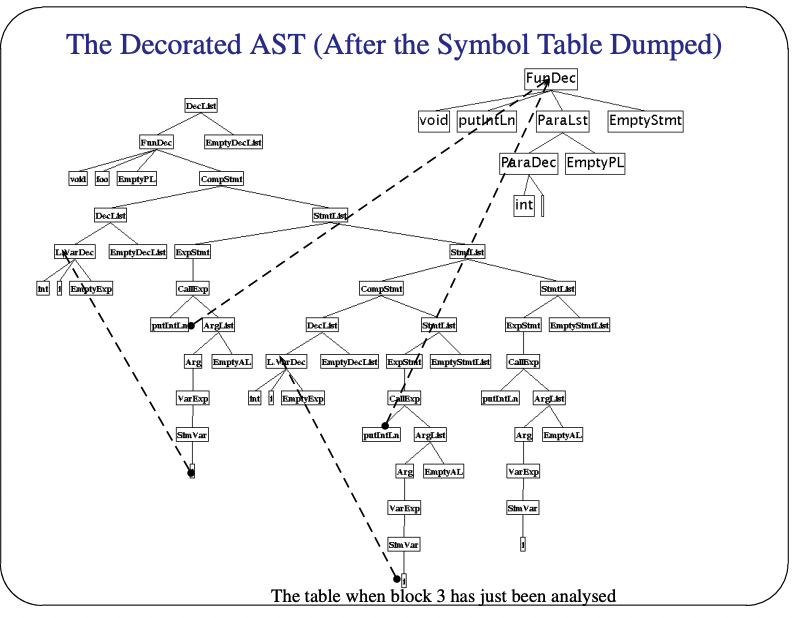 The Decorated AST (After the Symbol Table Dumped)
FunDec
void putIntLn ParaLst EmptyStmt
ParaDec EmptyPL
int
DecList
FunDec EmptyDecList
void foo EmptyPL CompStmt
DecList StmtList
L.VarDec EmptyDecList ExpStmt StmtList
int i EmptyExp CallExp CompStmt StmtList
putIntLn ArgList DecList StmtList ExpStmt EmptyStmtList
Arg EmptyAL L.VarDec EmptyDecList ExpStmt EmptyStmtList CallExp
VarExp int i EmptyExp CallExp putIntLn ArgList
SimVar putIntLn ArgList Arg EmptyAL
Arg EmptyAL VarExp
VarExp SimVar
SimVar i
i
The table when block 3 has just been analysed